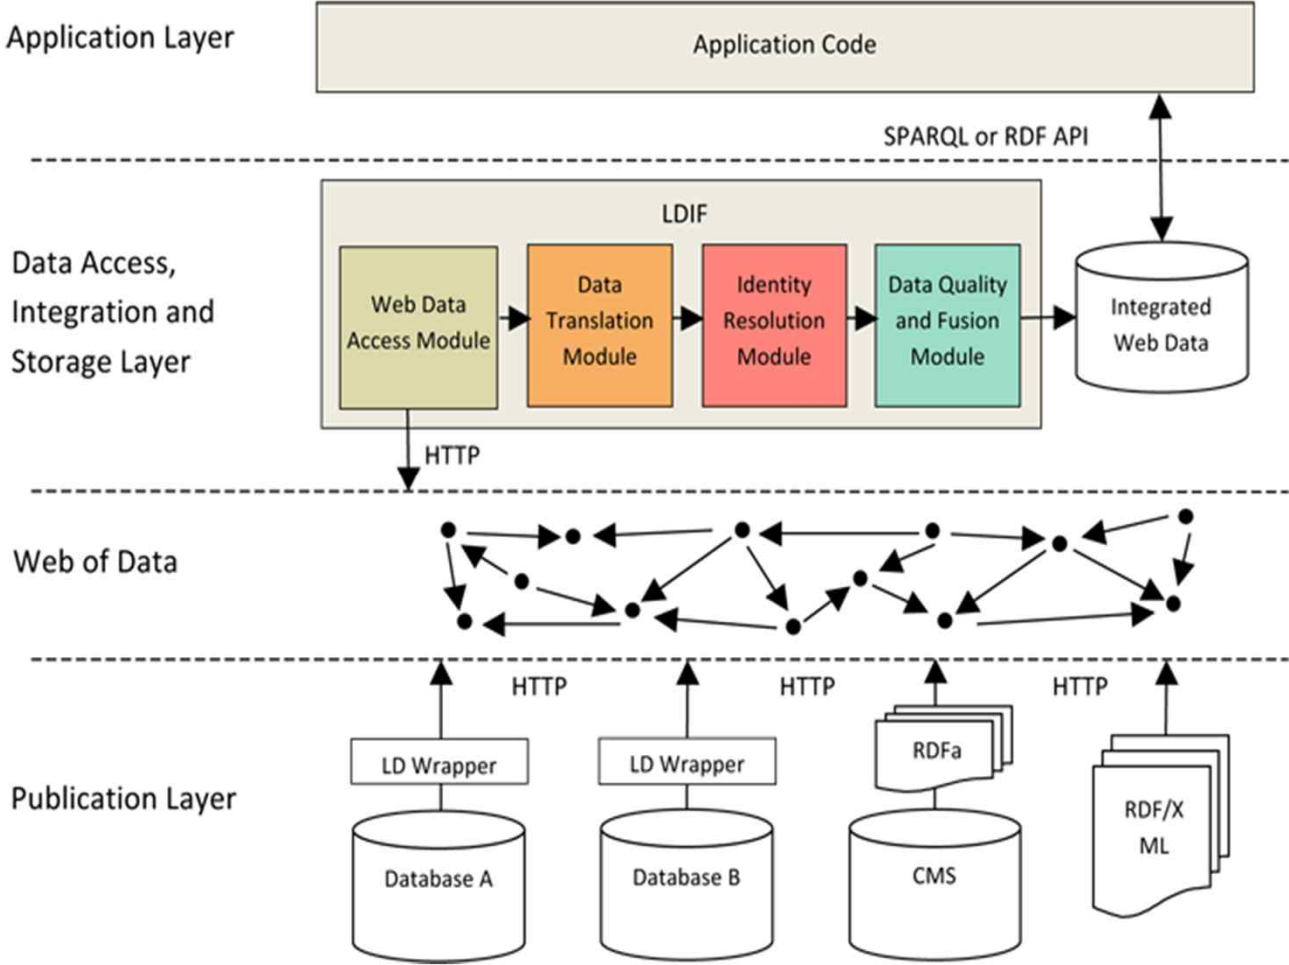 Application Layer
Application Code
SPARQL or RDF API
LDIF
Data Access,
Integration and
Storage Layer
Web Data
Access Module
Data
Translation
Module
Identity
Resolution
Module
Data Quality
and Fusion
Module
Integrated
Web Data
HTTP
Web of Data
HTTP
HTTP
HTTP
Publication Layer
LD Wrapper
LD Wrapper
RDFa
RDF/X
ML
Database A
Database B
CMS